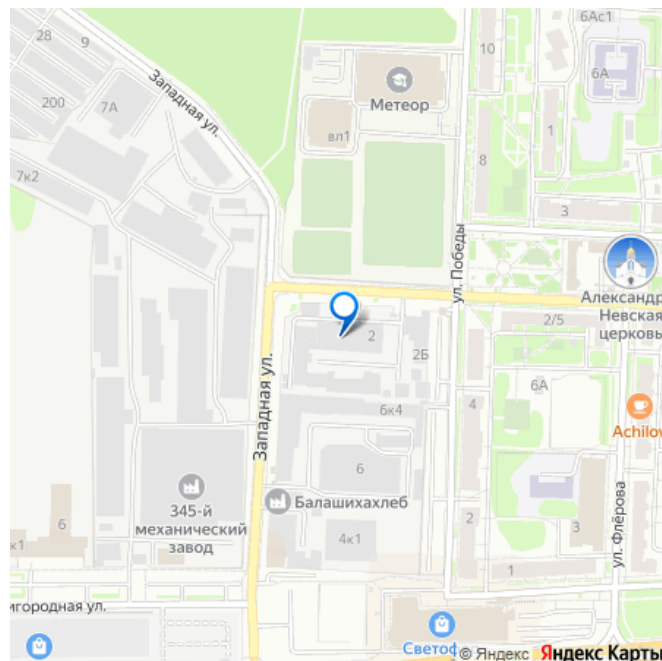 6Ас1
28
9
10
6А
Западная ул.
Метеор
200
7А
вл1
1
8
7к2
3
ул. Победы
Александр
Невская
церковь
2
2/5
2Б
Западная ул.
6А
4
6к4
Achilov
6
345-й
механический
завод
Балашихахлеб
6
к1
4к1
2
3
ул. Флёрова
1
игородная ул.
Светоф
© Яндекс Яндекс Карты